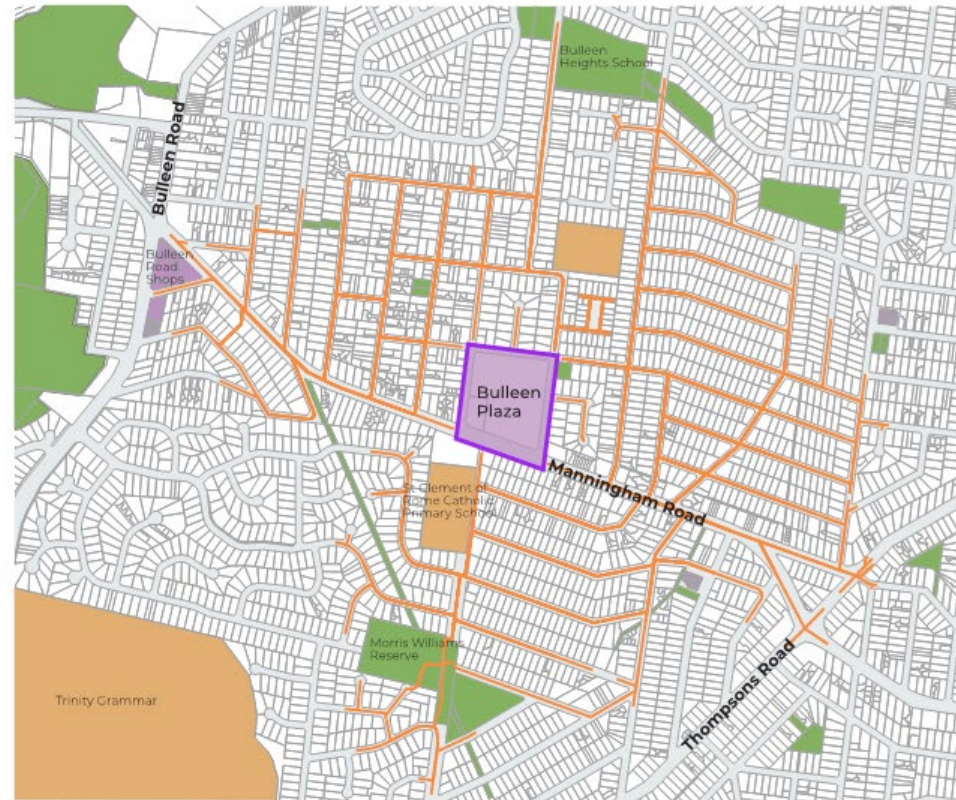 Bulleen
Heights School
Bulleen Road
Bulleen
Road
Shops
Bulleen
Plaza
Manningham Road
St Clement of
Rome Catholic
Primary School
Morris Williams
Reserve
Trinity Grammar
Thompsons Road